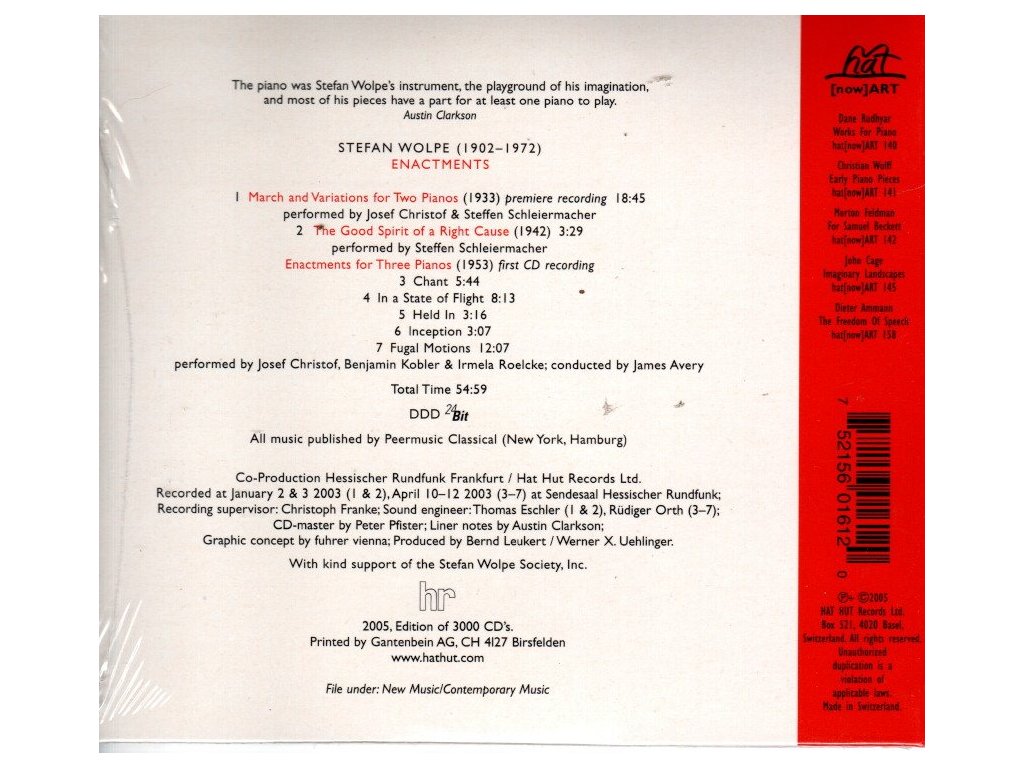 The piano was Stefan Wolpe's instrument, the playground of his imagination,
and most of his pieces have a part for at least one piano to play.
Austin Clarkson
STEFAN WOLPE (1902–1972)
ENACTMENTS
1 March and Variations for Two Pianos (1933) premiere recording 18:45
performed by Josef Christof & Steffen Schleiermacher
2 The Good Spirit of a Right Cause (1942) 3:29
performed by Steffen Schleiermacher
Enactments for Three Pianos (1953) first CD recording
3 Chant 5:44
4 In a State of Flight 8:13
5 Held In 3:16
6 Inception 3:07
7 Fugal Motions 12:07
performed by Josef Christof, Benjamin Kobler & Irmela Roelcke; conducted by James Avery
Total Time 54:59
DDD 24 Bit
All music published by Peermusic Classical (New York, Hamburg)
Co-Production Hessischer Rundfunk Frankfurt / Hat Hut Records Ltd.
Recorded at January 2 & 3 2003 (1 & 2), April 10–12 2003 (3–7) at Sendesaal Hessischer Rundfunk;
Recording supervisor: Christoph Franke; Sound engineer: Thomas Eschler (1 & 2), Rüdiger Orth (3–7);
CD-master by Peter Pfister; Liner notes by Austin Clarkson;
Graphic concept by fuhrer vienna; Produced by Bernd Leukert / Werner X. Uehlinger.
With kind support of the Stefan Wolpe Society, Inc.
hr
2005, Edition of 3000 CD's.
Printed by Gantenbein AG, CH 4127 Birsfelden
www.hathut.com
File under: New Music/Contemporary Music
hat
[now]ART
Dane Rudhyar
Works For Piano
hat[now]ART 140
Christian Wolff
Early Piano Pieces
hat[now]ART 141
Morton Feldman
For Samuel Beckett
hat[now]ART 142
John Cage
Imaginary Landscapes
hat[now]ART 145
Dieter Ammann
The Freedom Of Speech
hat[now]ART 158
7 52156 01612 0
℗+©2005
HAT HUT Records Ltd.
Box 521, 4020 Basel,
Switzerland. All rights reserved.
Unauthorized
duplication is a
violation of
applicable laws.
Made in Switzerland.